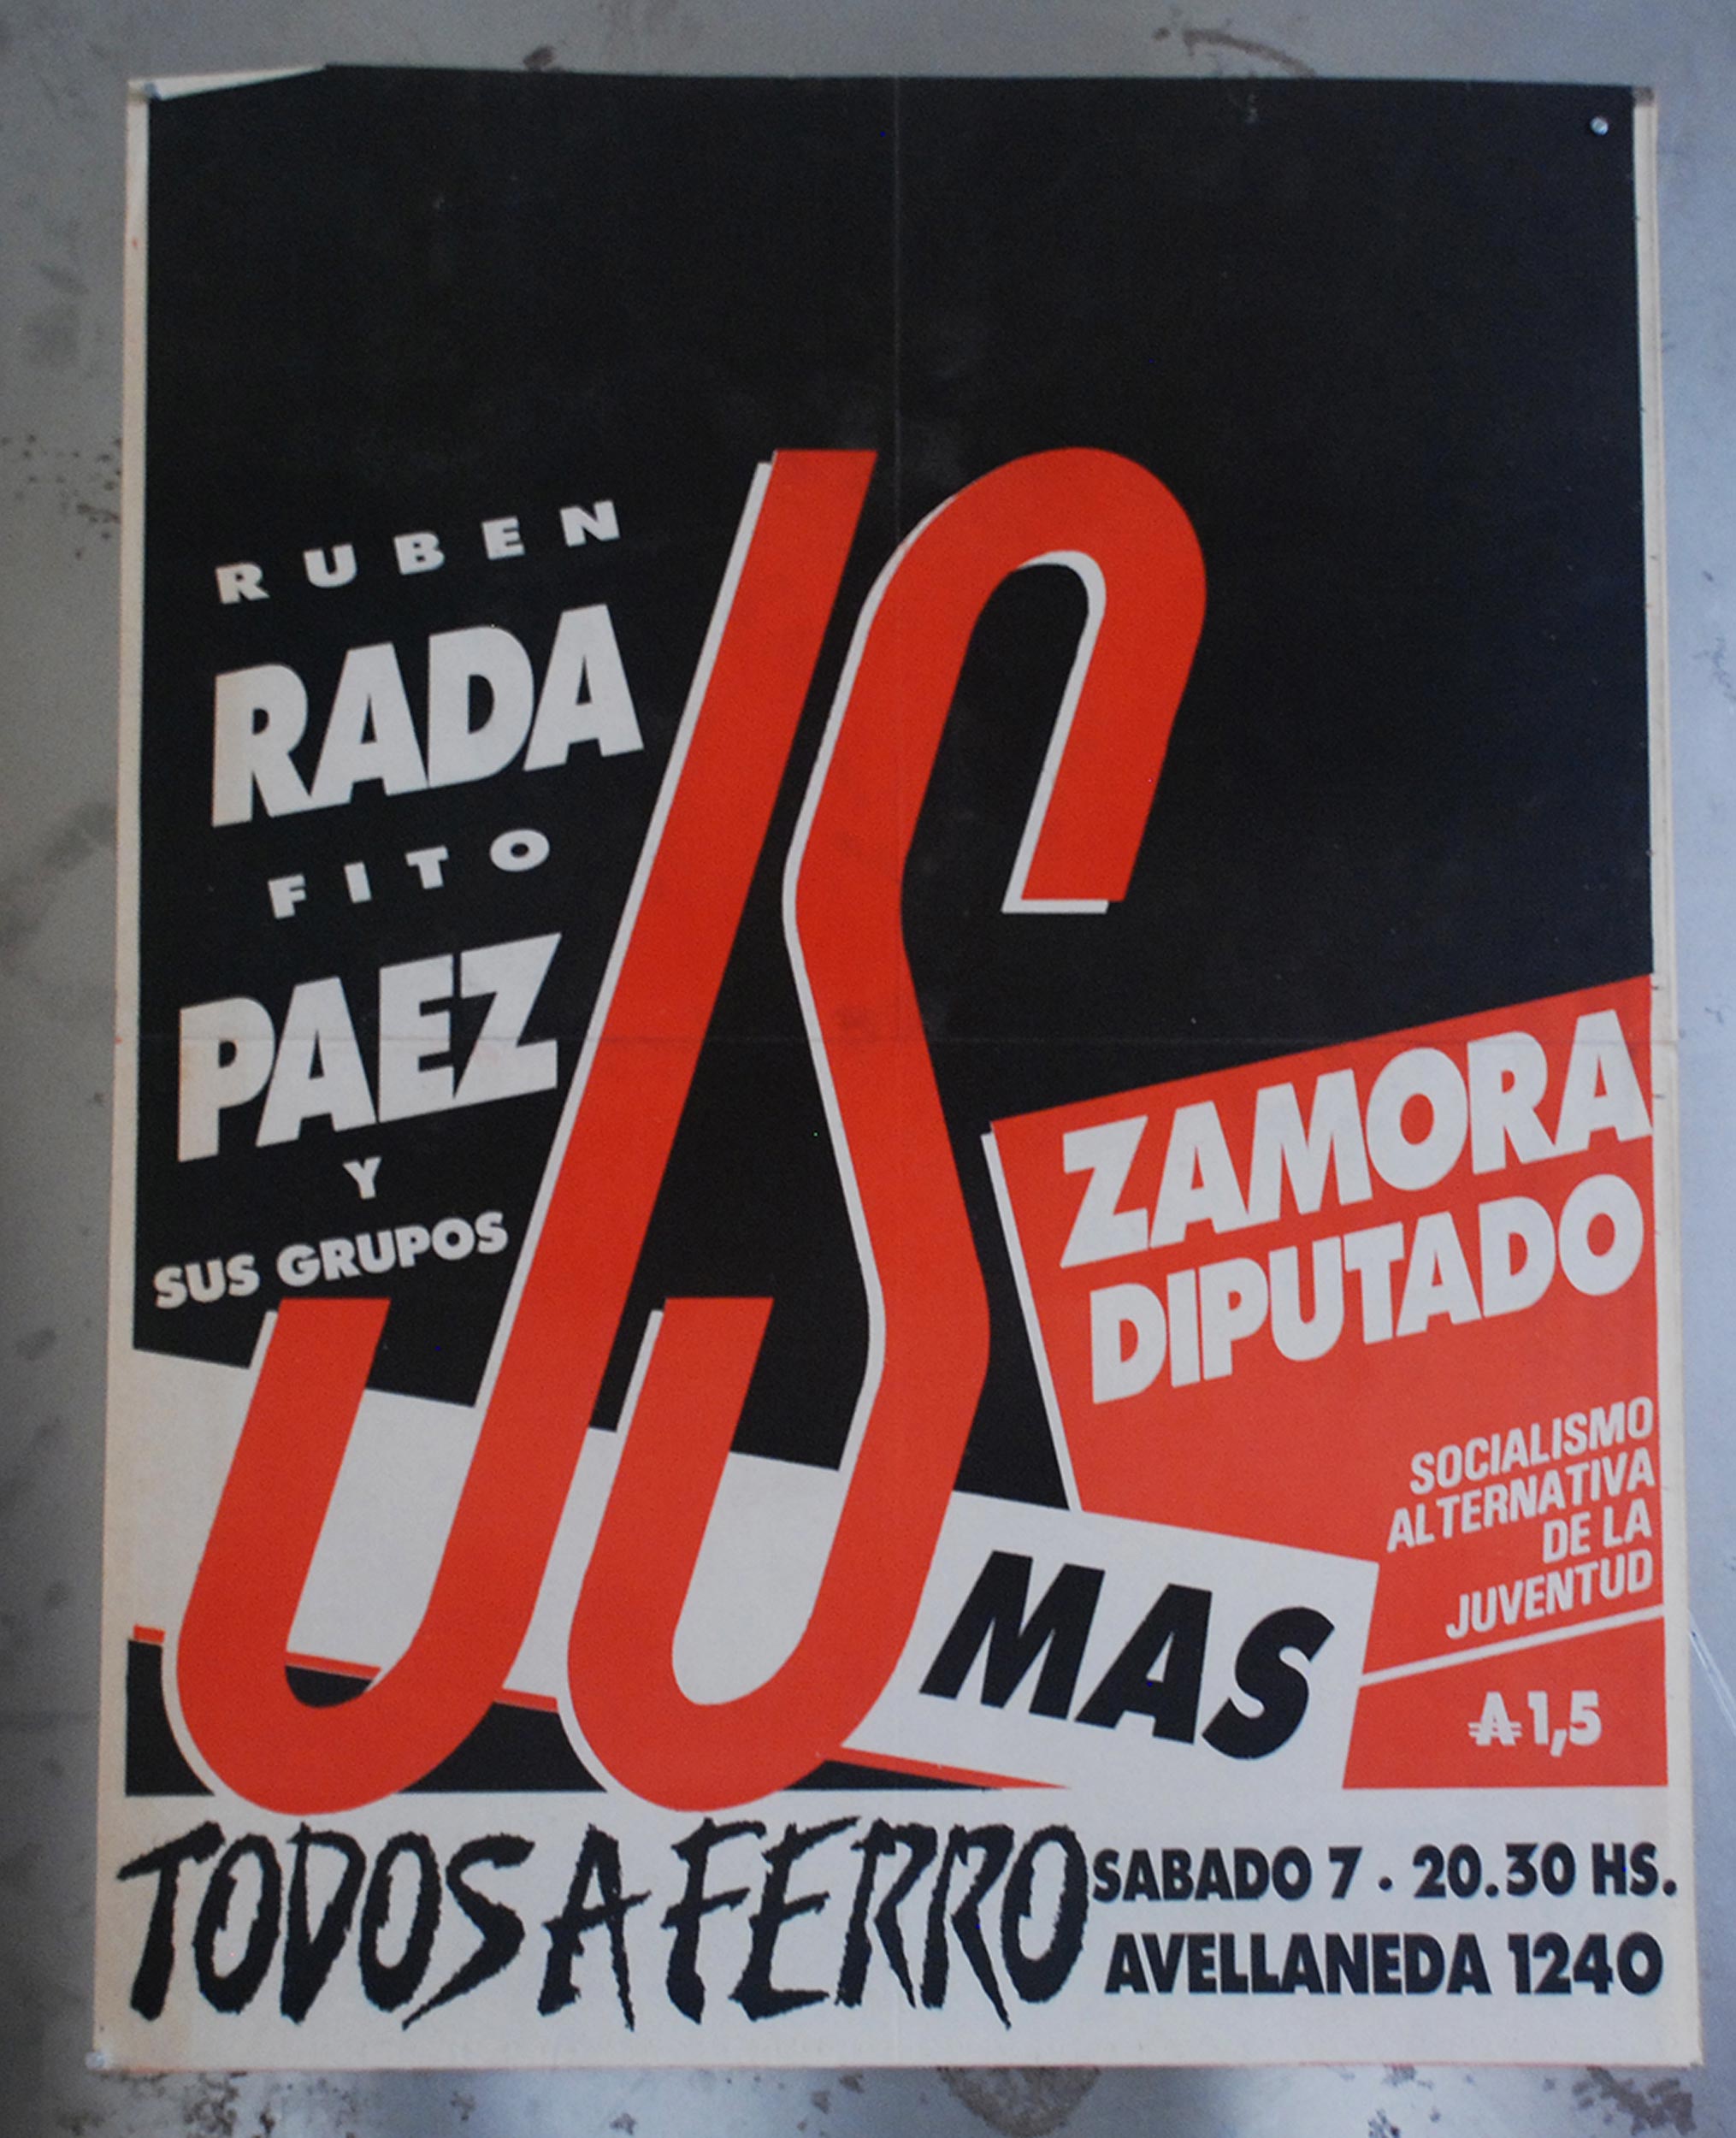 RUBEN
RADA
FITO
PAEZ
Y
SUS GRUPOS
JS
ZAMORA
DIPUTADO
SOCIALISMO
ALTERNATIVA
DE LA
JUVENTUD
MAS
₳ 1,5
TODOS A FERRO
SABADO 7 . 20.30 HS.
AVELLANEDA 1240